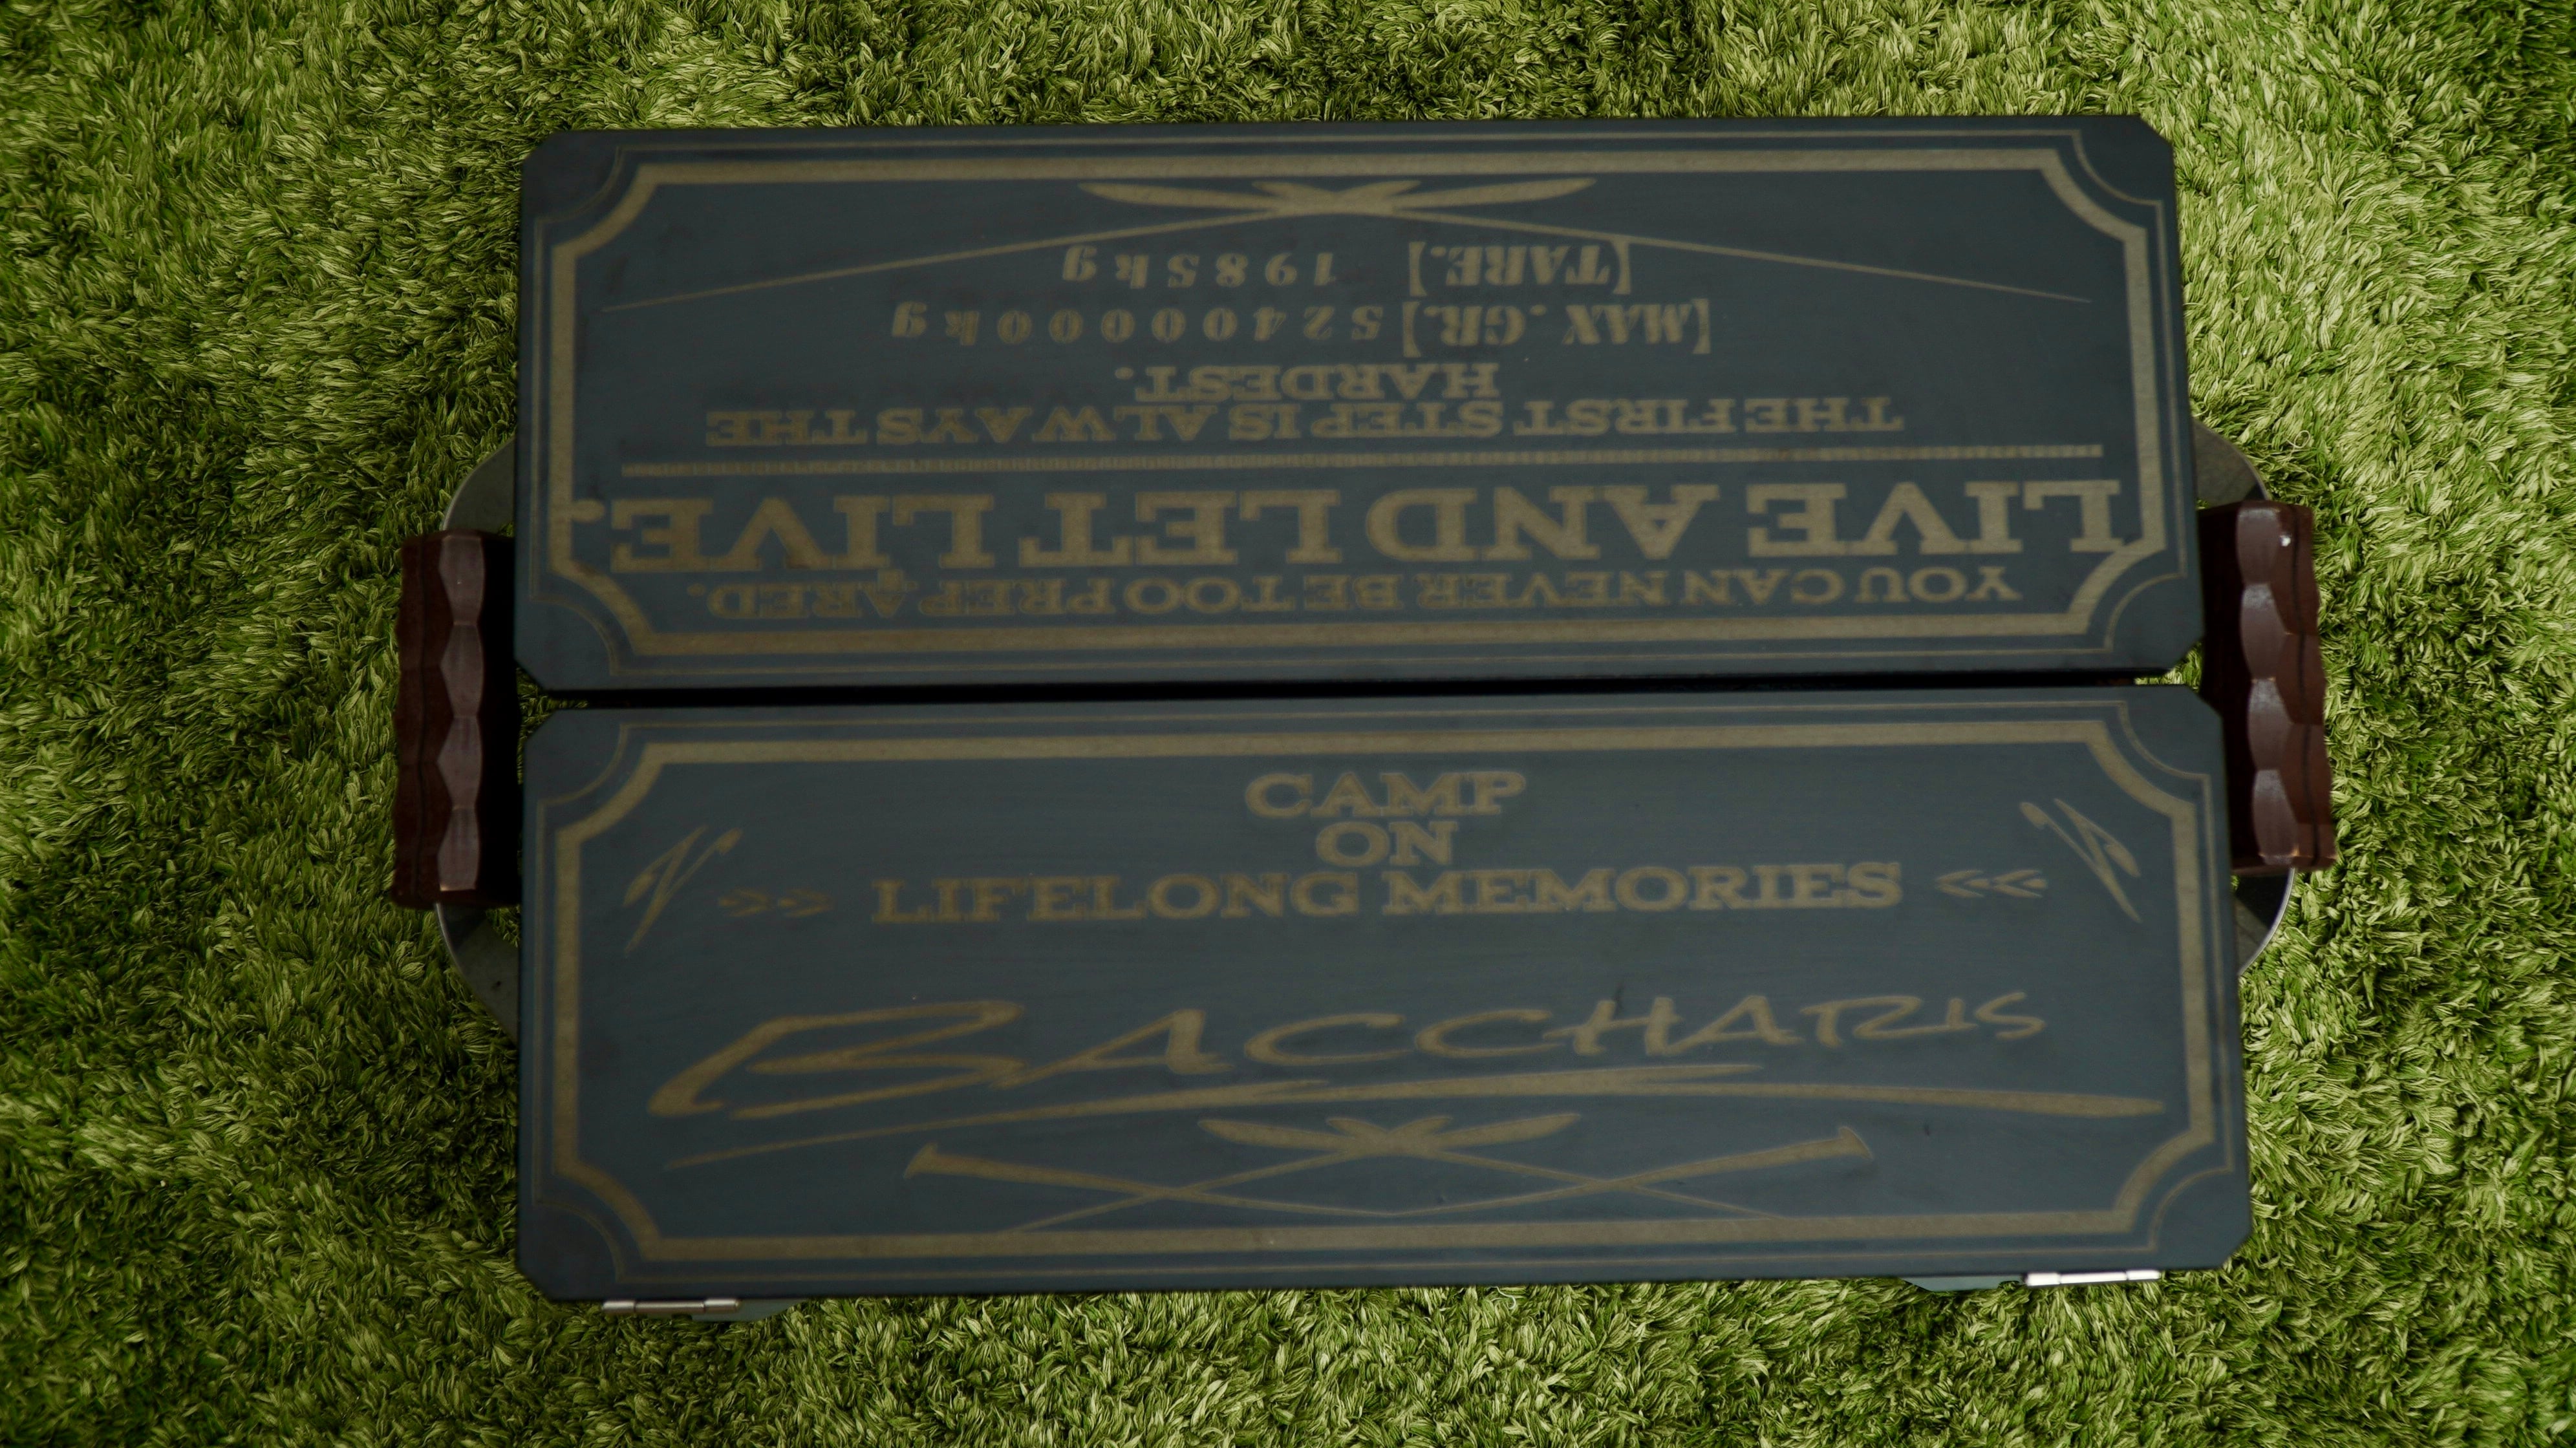 YOU CAN NEVER BE TOO PREPARED.
LIVE AND LET LIVE.
THE FIRST STEP IS ALWAYS THE
HARDEST.
[MAX.GR.] 52400000kg
[TARE.] 1985kg
CAMP
ON
>> LIFELONG MEMORIES <<
BACCHARIS